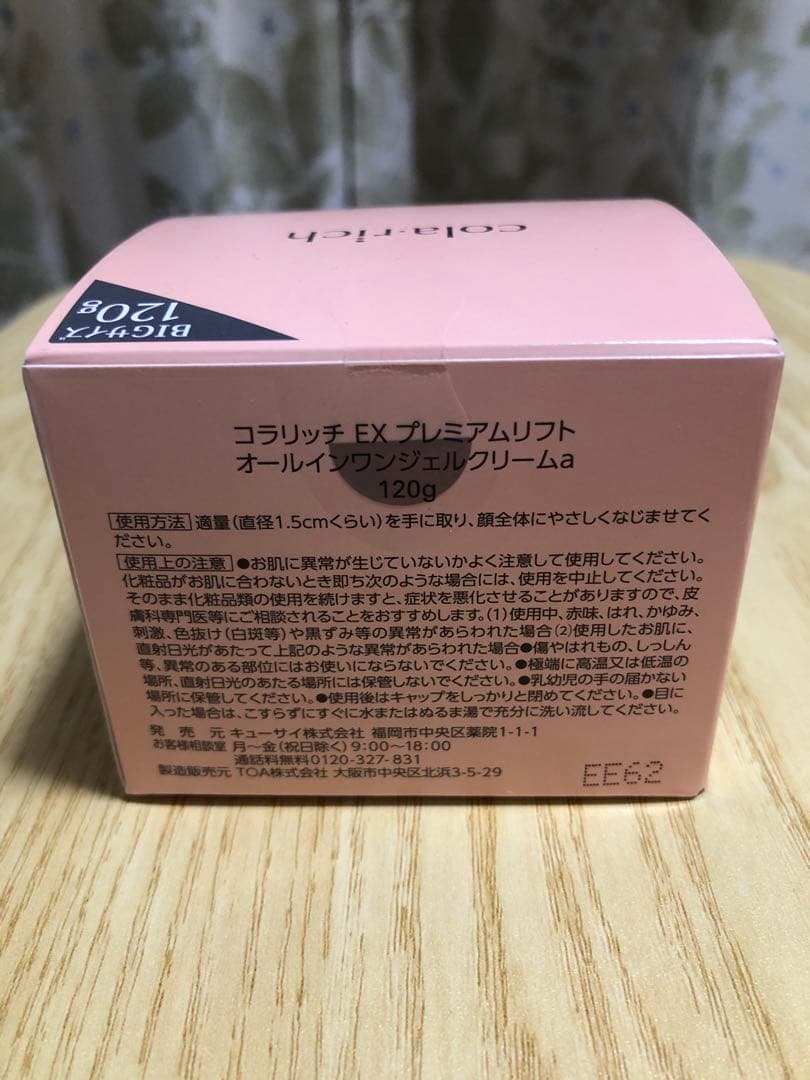 cola·rich
BIGサイズ
120g
コラリッチ EX プレミアムリフト
オールインワンジェルクリームa
120g
使用方法 適量(直径1.5cmくらい)を手に取り、顔全体にやさしくなじませてく
ださい。
使用上の注意 ●お肌に異常が生じていないかよく注意して使用してください。
化粧品がお肌に合わないとき即ち次のような場合には、使用を中止してください。
そのまま化粧品類の使用を続けますと、症状を悪化させることがありますので、皮
膚科専門医等にご相談されることをおすすめします。(1)使用中、赤味、はれ、かゆみ、
刺激、色抜け(白斑等)や黒ずみ等の異常があらわれた場合(2)使用したお肌に、
直射日光があたって上記のような異常があらわれた場合●傷やはれもの、しっしん
等、異常のある部位にはお使いにならないでください。●極端に高温又は低温の
場所、直射日光のあたる場所には保管しないでください。●乳幼児の手の届かない
場所に保管してください。●使用後はキャップをしっかりと閉めてください。●目に
入った場合は、こすらずにすぐに水またはぬるま湯で充分に洗い流してください。
発売元 キューサイ株式会社 福岡市中央区薬院1-1-1
お客様相談室 月〜金(祝日除く)9:00〜18:00
通話料無料0120-327-831
製造販売元 TOA株式会社 大阪市中央区北浜3-5-29
EE62